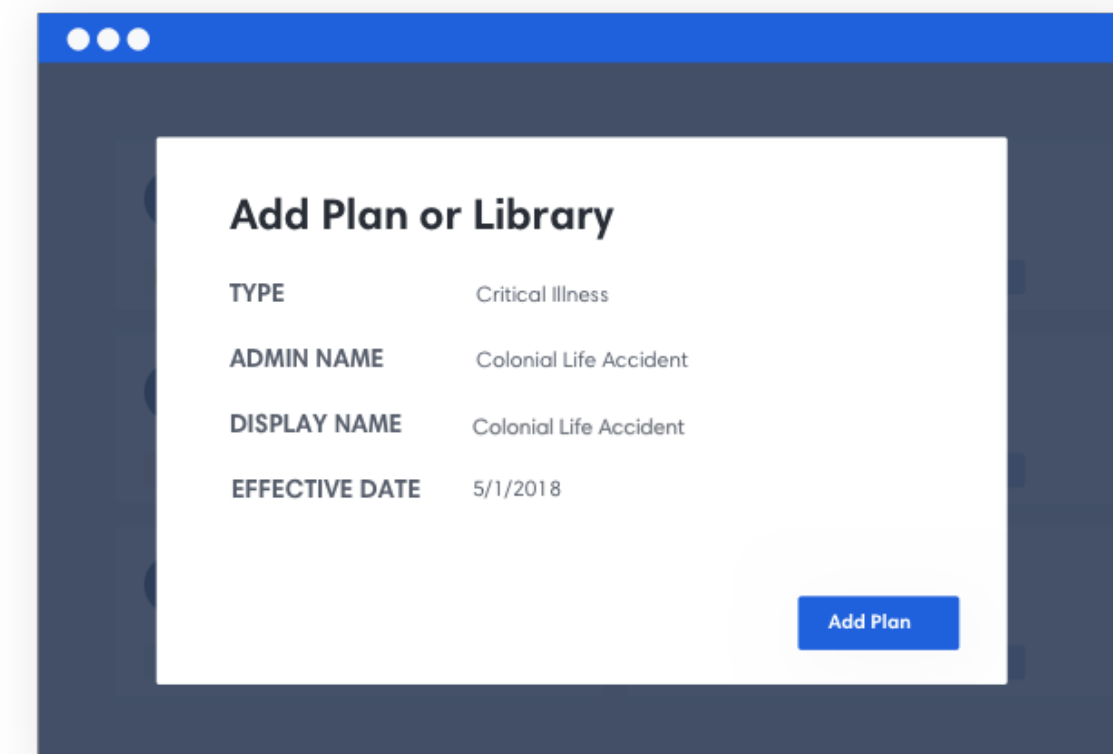 Add Plan or Library
TYPE Critical Illness
ADMIN NAME Colonial Life Accident
DISPLAY NAME Colonial Life Accident
EFFECTIVE DATE 5/1/2018
Add Plan